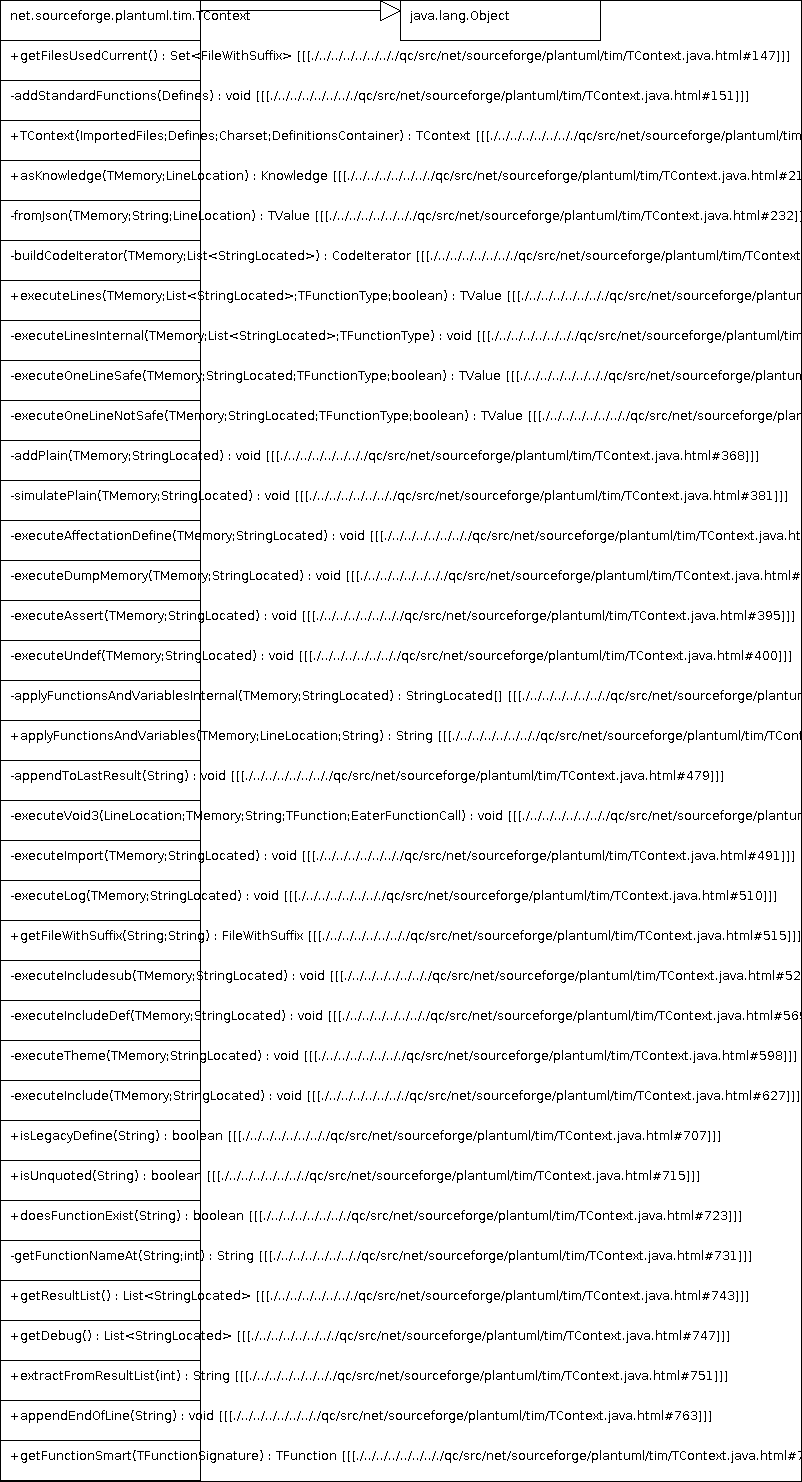 net.sourceforge.plantuml.tim.TContext
java.lang.Object
+getFilesUsedCurrent() : Set<FileWithSuffix> [[[./../../../../../../qc/src/net/sourceforge/plantuml/tim/TContext.java.html#147]]]
-addStandardFunctions(Defines) : void [[[./../../../../../../qc/src/net/sourceforge/plantuml/tim/TContext.java.html#151]]]
+TContext(ImportedFiles;Defines;Charset;DefinitionsContainer) : TContext [[[./../../../../../../qc/src/net/sourceforge/plantuml/tim
+asKnowledge(TMemory;LineLocation) : Knowledge [[[./../../../../../../qc/src/net/sourceforge/plantuml/tim/TContext.java.html#21
-fromJson(TMemory;String;LineLocation) : TValue [[[./../../../../../../qc/src/net/sourceforge/plantuml/tim/TContext.java.html#232]]
-buildCodeIterator(TMemory;List<StringLocated>) : CodeIterator [[[./../../../../../../qc/src/net/sourceforge/plantuml/tim/TContext
+executeLines(TMemory;List<StringLocated>;TFunctionType;boolean) : TValue [[[./../../../../../../qc/src/net/sourceforge/plantur
-executeLinesInternal(TMemory;List<StringLocated>;TFunctionType) : void [[[./../../../../../../qc/src/net/sourceforge/plantuml/tim
-executeOneLineSafe(TMemory;StringLocated;TFunctionType;boolean) : TValue [[[./../../../../../../qc/src/net/sourceforge/plantun
-executeOneLineNotSafe(TMemory;StringLocated;TFunctionType;boolean) : TValue [[[./../../../../../../qc/src/net/sourceforge/plar
-addPlain(TMemory;StringLocated) : void [[[./../../../../../../qc/src/net/sourceforge/plantuml/tim/TContext.java.html#368]]]
-simulatePlain(TMemory;StringLocated) : void [[[./../../../../../../qc/src/net/sourceforge/plantuml/tim/TContext.java.html#381]]]
-executeAffectationDefine(TMemory;StringLocated) : void [[[./../../../../../../qc/src/net/sourceforge/plantuml/tim/TContext.java.ht
-executeDumpMemory(TMemory;StringLocated) : void [[[./../../../../../../qc/src/net/sourceforge/plantuml/tim/TContext.java.html#
-executeAssert(TMemory;StringLocated) : void [[[./../../../../../../qc/src/net/sourceforge/plantuml/tim/TContext.java.html#395]]]
-executeUndef(TMemory;StringLocated) : void [[[./../../../../../../qc/src/net/sourceforge/plantuml/tim/TContext.java.html#400]]]
-applyFunctionsAndVariablesInternal(TMemory;StringLocated) : StringLocated[] [[[./../../../../../../qc/src/net/sourceforge/plantur
+applyFunctionsAndVariables(TMemory;LineLocation;String) : String [[[./../../../../../../qc/src/net/sourceforge/plantuml/tim/TCont
-appendToLastResult(String) : void [[[./../../../../../../qc/src/net/sourceforge/plantuml/tim/TContext.java.html#479]]]
-executeVoid3(LineLocation;TMemory;String;TFunction;EaterFunctionCall) : void [[[./../../../../../../qc/src/net/sourceforge/plantur
-executeImport(TMemory;StringLocated) : void [[[./../../../../../../qc/src/net/sourceforge/plantuml/tim/TContext.java.html#491]]]
-executeLog(TMemory;StringLocated) : void [[[./../../../../../../qc/src/net/sourceforge/plantuml/tim/TContext.java.html#510]]]
+getFileWithSuffix(String;String) : FileWithSuffix [[[./../../../../../../qc/src/net/sourceforge/plantuml/tim/TContext.java.html#515]]]
-executeIncludesub(TMemory;StringLocated) : void [[[./../../../../../../qc/src/net/sourceforge/plantuml/tim/TContext.java.html#52
-executeIncludeDef(TMemory;StringLocated) : void [[[./../../../../../../qc/src/net/sourceforge/plantuml/tim/TContext.java.html#569
-executeTheme(TMemory;StringLocated) : void [[[./../../../../../../qc/src/net/sourceforge/plantuml/tim/TContext.java.html#598]]]
-executeInclude(TMemory;StringLocated) : void [[[./../../../../../../qc/src/net/sourceforge/plantuml/tim/TContext.java.html#627]]]
+isLegacyDefine(String) : boolean [[[./../../../../../../qc/src/net/sourceforge/plantuml/tim/TContext.java.html#707]]]
+isUnquoted(String) : boolean [[[./../../../../../../qc/src/net/sourceforge/plantuml/tim/TContext.java.html#715]]]
+doesFunctionExist(String) : boolean [[[./../../../../../../qc/src/net/sourceforge/plantuml/tim/TContext.java.html#723]]]
-getFunctionNameAt(String;int) : String [[[./../../../../../../qc/src/net/sourceforge/plantuml/tim/TContext.java.html#731]]]
+getResultList() : List<StringLocated> [[[./../../../../../../qc/src/net/sourceforge/plantuml/tim/TContext.java.html#743]]]
+getDebug() : List<StringLocated> [[[./../../../../../../qc/src/net/sourceforge/plantuml/tim/TContext.java.html#747]]]
+extractFromResultList(int) : String [[[./../../../../../../qc/src/net/sourceforge/plantuml/tim/TContext.java.html#751]]]
+appendEndOfLine(String) : void [[[./../../../../../../qc/src/net/sourceforge/plantuml/tim/TContext.java.html#763]]]
+getFunctionSmart(TFunctionSignature) : TFunction [[[./../../../../../../qc/src/net/sourceforge/plantuml/tim/TContext.java.html#7